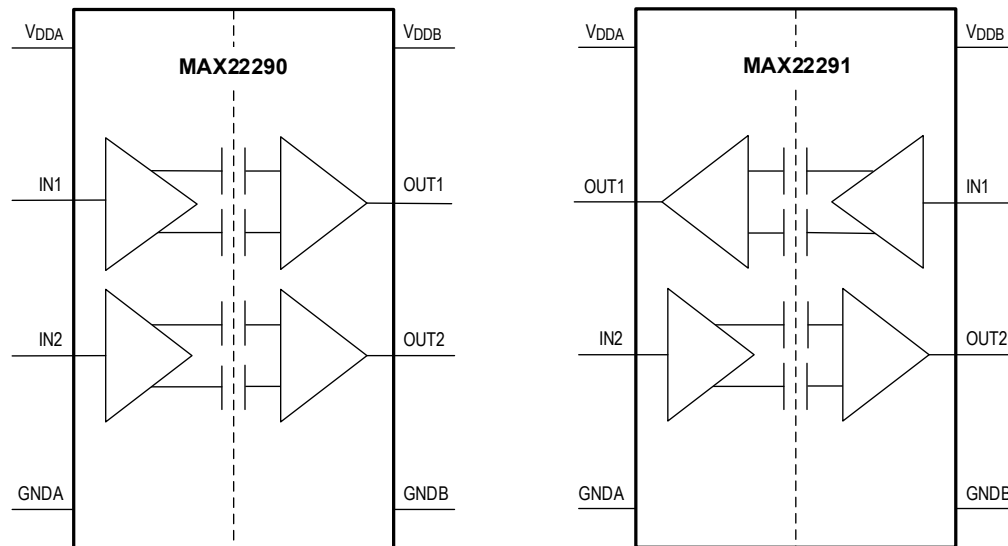 VDDA
VDDB
MAX22290
IN1
OUT1
IN2
OUT2
GNDA
GNDB
VDDA
VDDB
MAX22291
OUT1
IN1
IN2
OUT2
GNDA
GNDB